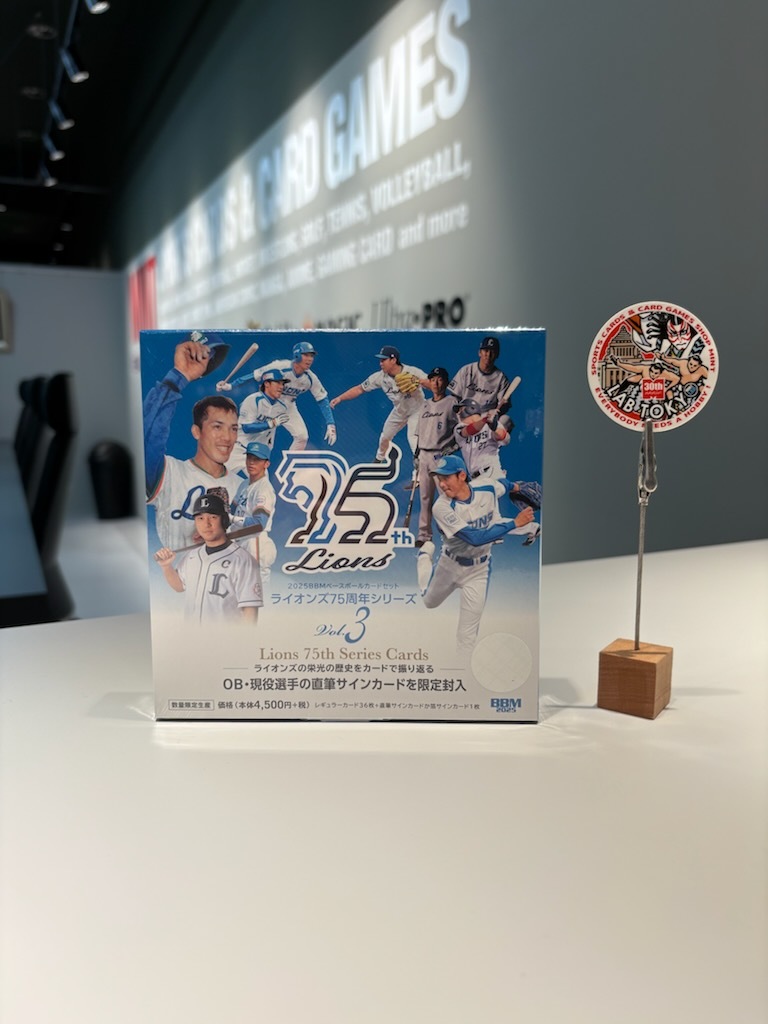 CARD GAMES
TENNIS, VOLLEYBALL,
GAMING CARD and more
Ultra PRO
75th
Lions
2025BBMベースボールカードセット
ライオンズ75周年シリーズ
Vol.3
Lions 75th Series Cards
ライオンズの栄光の歴史をカードで振り返る
OB・現役選手の直筆サインカードを限定封入
数量限定生産 価格(本体4,500円+税) レギュラーカード36枚+直筆サインカードか箔サインカード1枚
BBM
2025
SPORTS CARDS & CARD GAMES SHOP MINT
30th
LAB TOKYO
EVERYBODY NEEDS A HOBBY